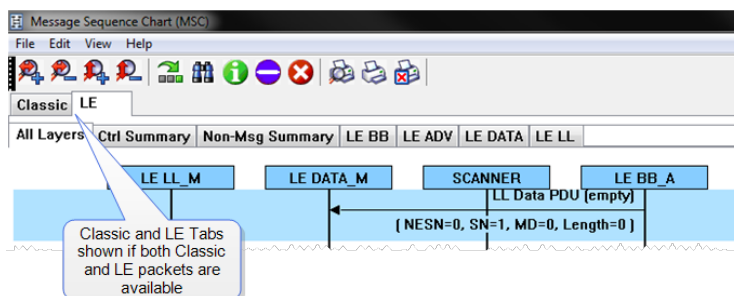 Message Sequence Chart (MSC)
File Edit View Help
Classic LE
All Layers Ctrl Summary Non-Msg Summary LE BB LE ADV LE DATA LE LL
LE LL_M LE DATA_M SCANNER LE BB_A
LL Data PDU (empty)
( NESN=0, SN=1, MD=0, Length=0 )
Classic and LE Tabs
shown if both Classic
and LE packets are
available